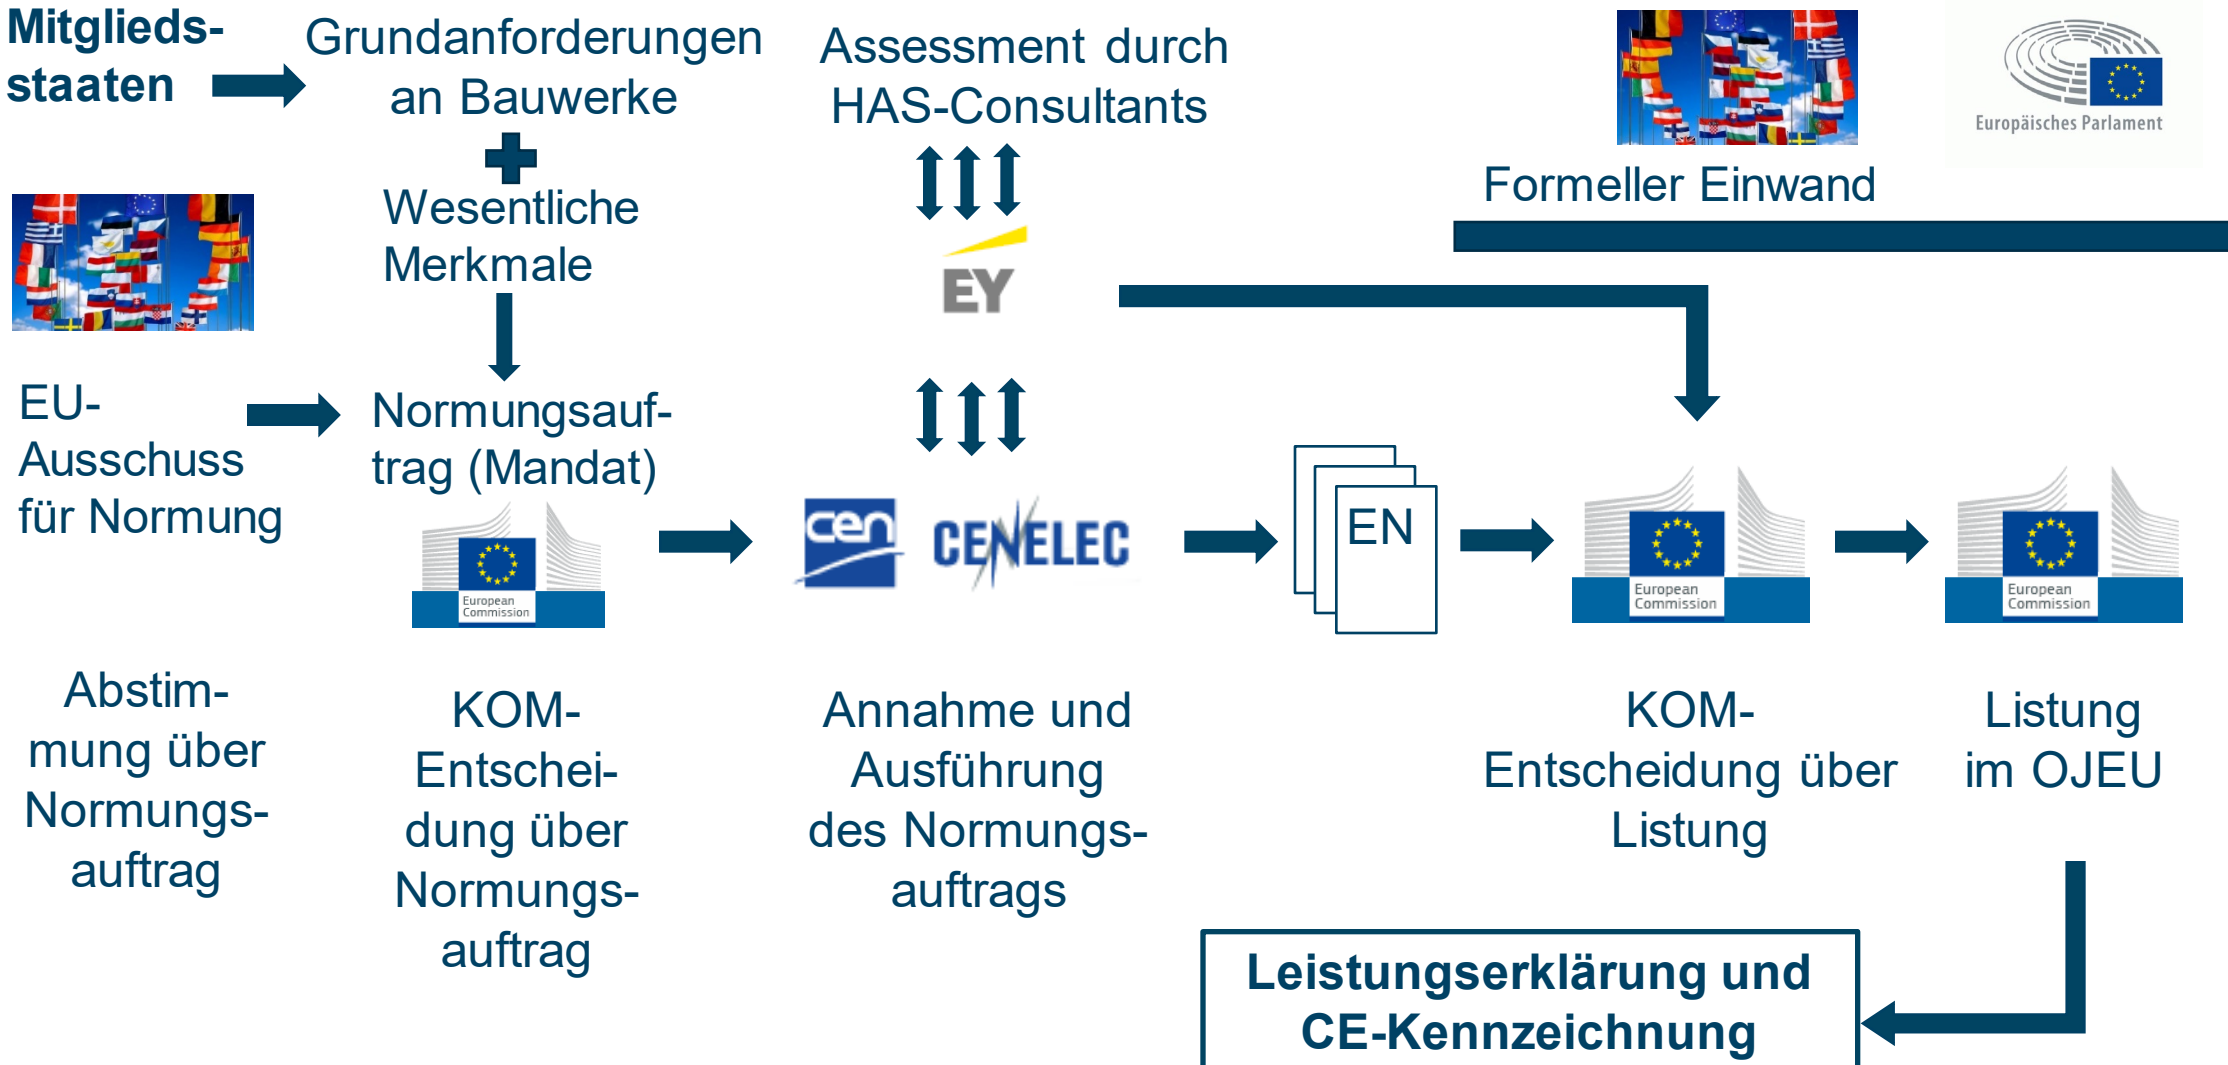 Mitglieds-
staaten
Grundanforderungen
an Bauwerke
Wesentliche
Merkmale
Assessment durch
HAS-Consultants
EY
Formeller Einwand
Europäisches Parlament
EU-
Ausschuss
für Normung
Normungsauf-
trag (Mandat)
European
Commission
cen
CENELEC
EN
European
Commission
European
Commission
Abstim-
mung über
Normungs-
auftrag
KOM-
Entschei-
dung über
Normungs-
auftrag
Annahme und
Ausführung
des Normungs-
auftrags
KOM-
Entscheidung über
Listung
Listung
im OJEU
Leistungserklärung und
CE-Kennzeichnung